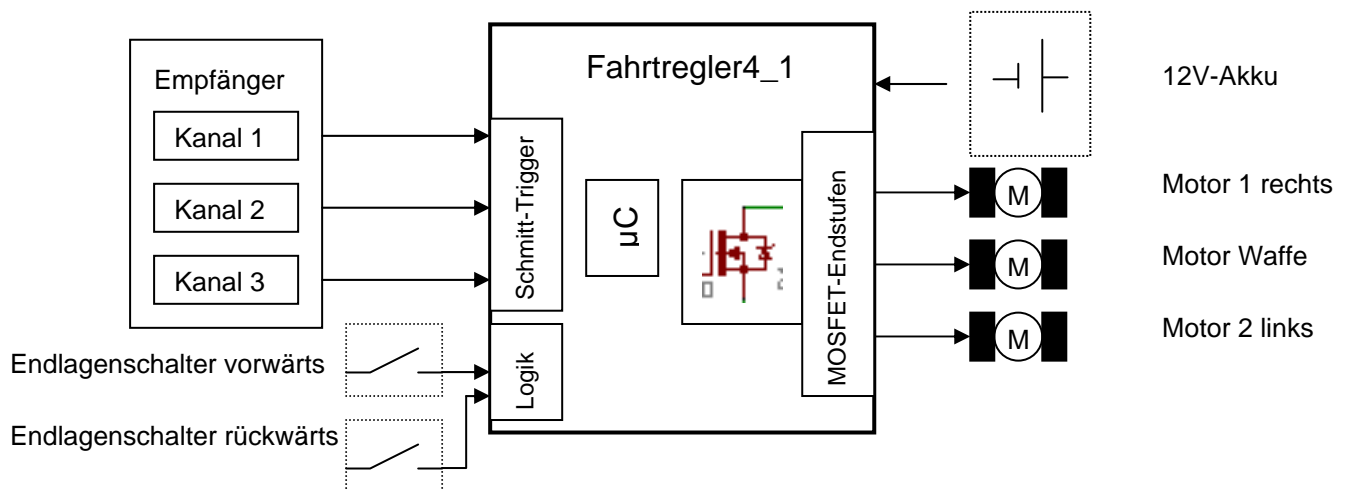 Fahrtregler4_1
Empfänger
Kanal 1
Kanal 2
Kanal 3
Schmitt-Trigger
Logik
µC
MOSFET-Endstufen
12V-Akku
M
Motor 1 rechts
M
Motor Waffe
M
Motor 2 links
Endlagenschalter vorwärts
Endlagenschalter rückwärts